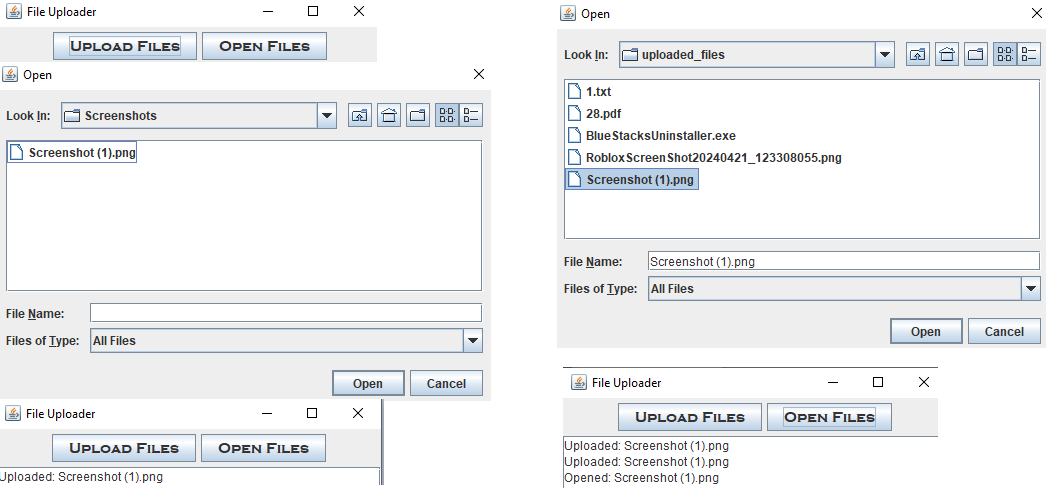 File Uploader
UPLOAD FILES OPEN FILES
Open
Look In: Screenshots
Screenshot (1).png
File Name:
Files of Type: All Files
Open Cancel
File Uploader
UPLOAD FILES OPEN FILES
Uploaded: Screenshot (1).png
Open
Look In: uploaded_files
1.txt
28.pdf
BlueStacksUninstaller.exe
RobloxScreenShot20240421_123308055.png
Screenshot (1).png
File Name: Screenshot (1).png
Files of Type: All Files
Open Cancel
File Uploader
UPLOAD FILES OPEN FILES
Uploaded: Screenshot (1).png
Uploaded: Screenshot (1).png
Opened: Screenshot (1).png